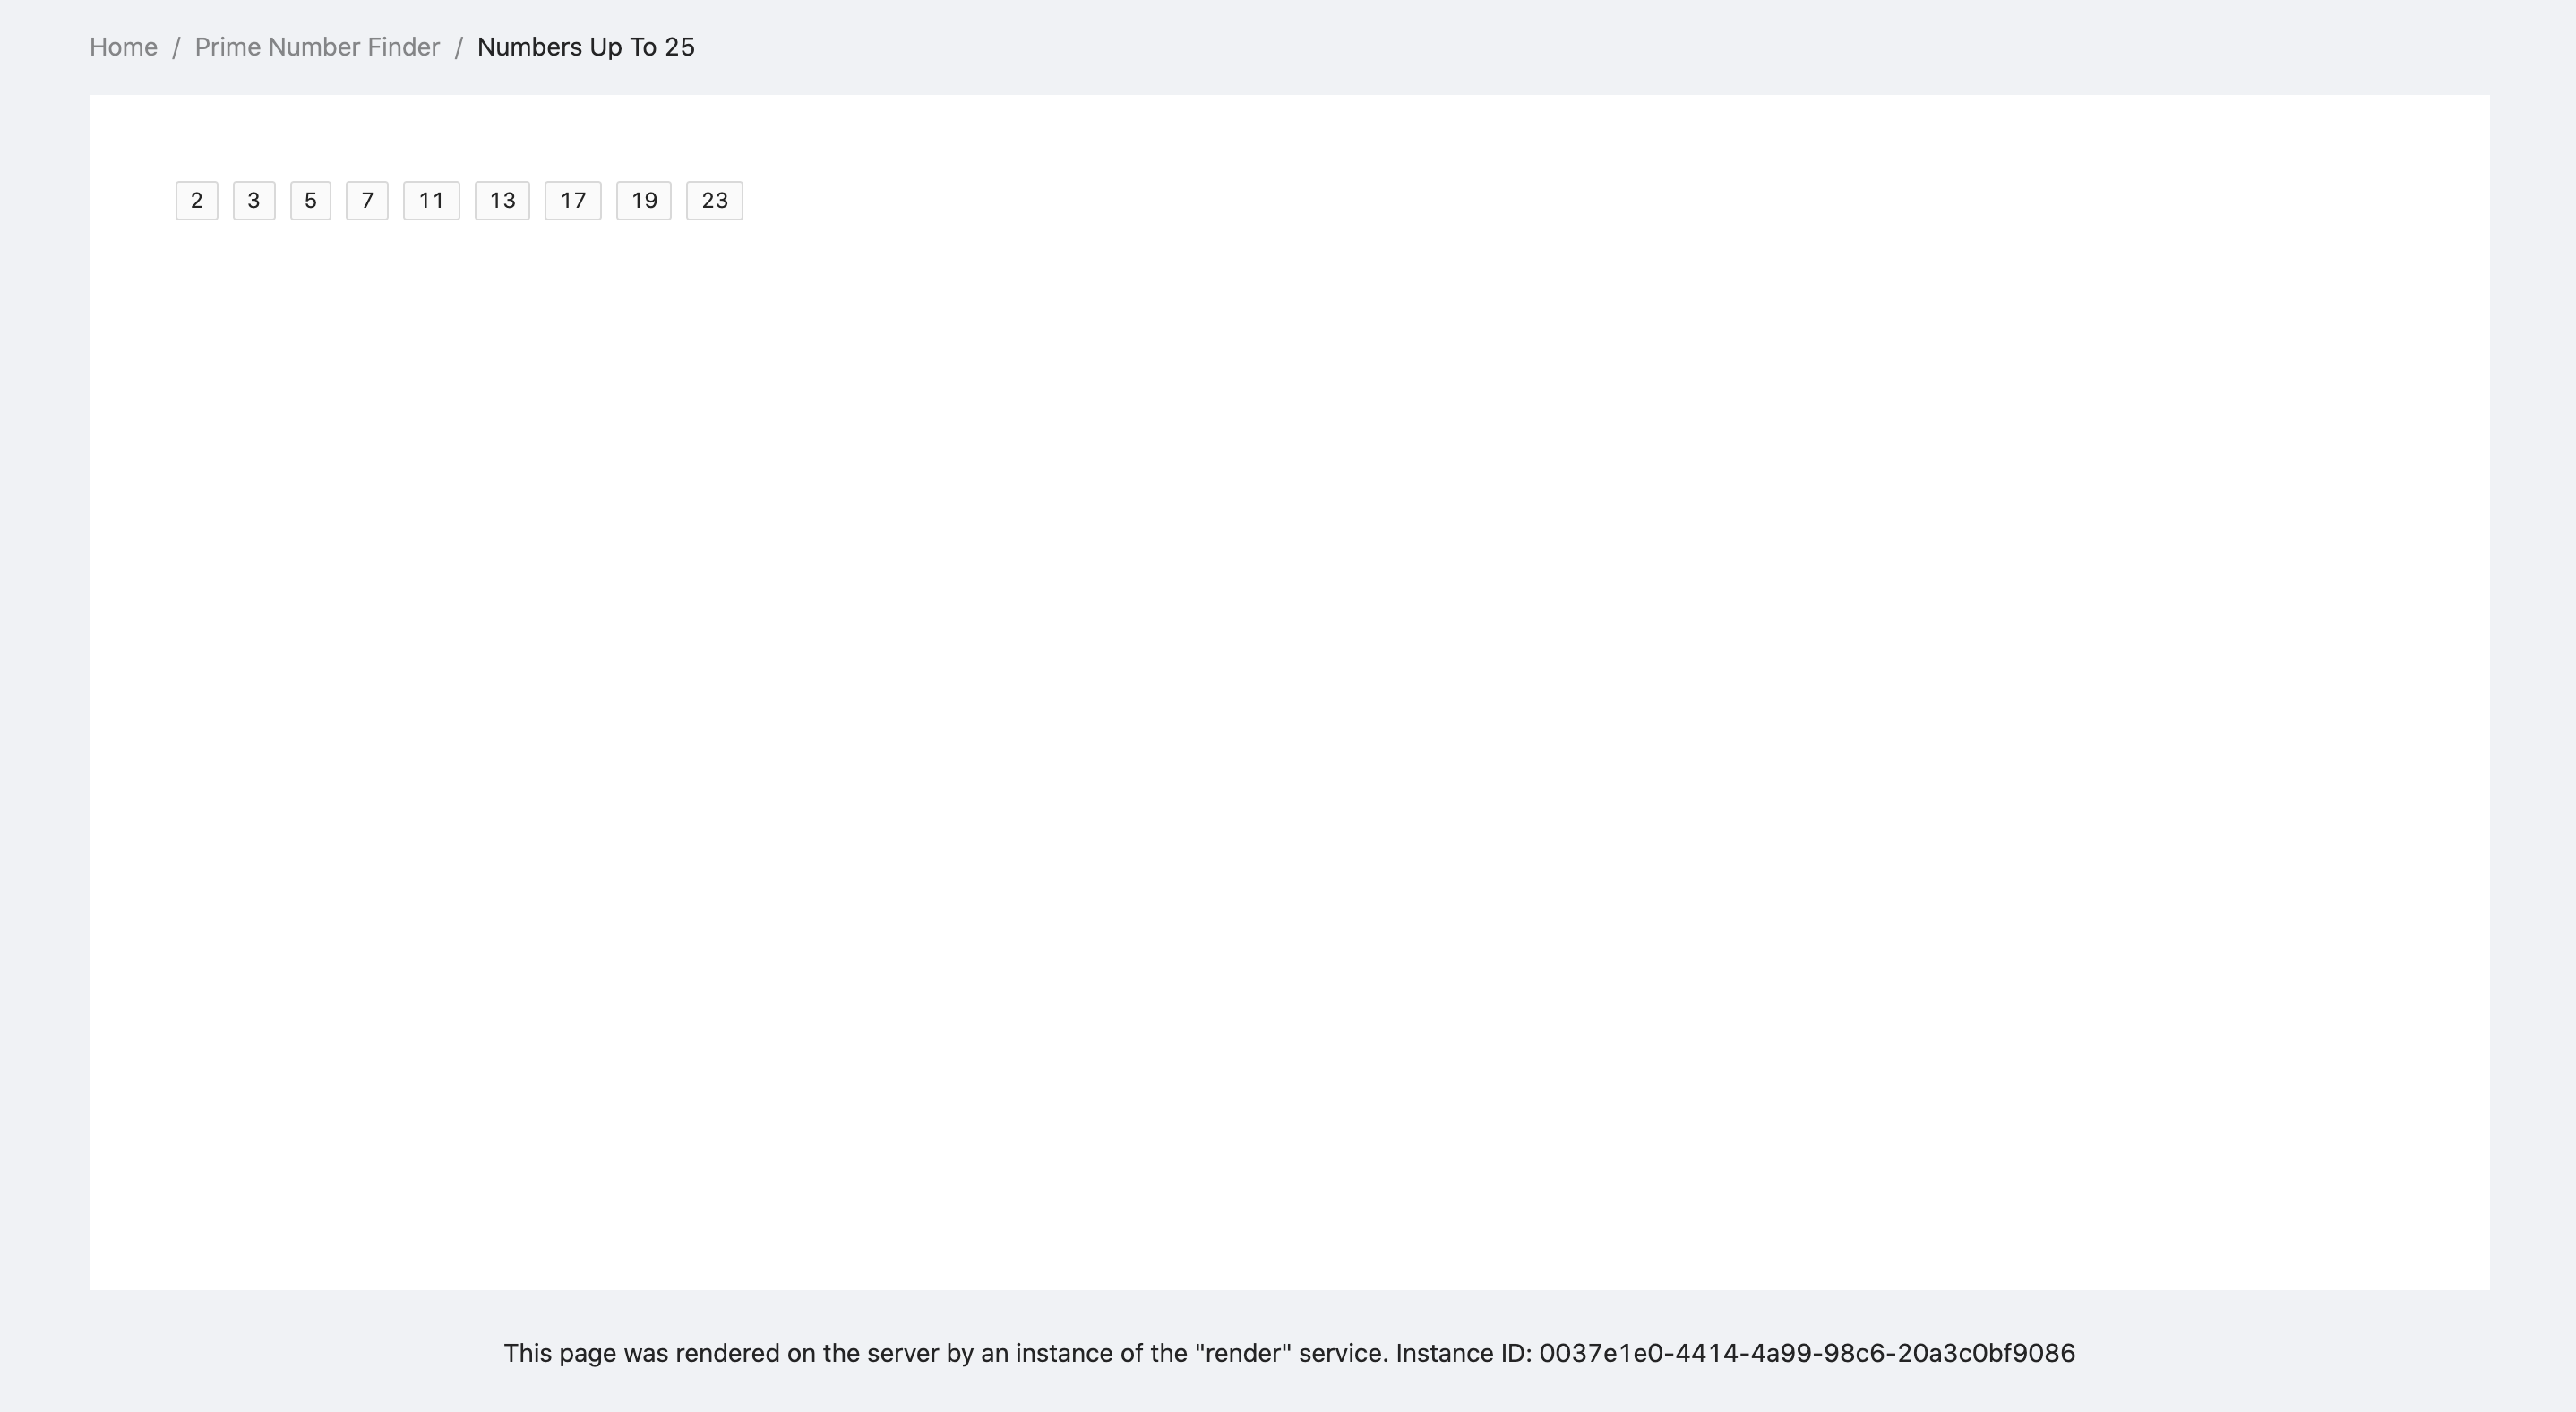 Home / Prime Number Finder / Numbers Up To 25
2 3 5 7 11 13 17 19 23
This page was rendered on the server by an instance of the "render" service. Instance ID: 0037e1e0-4414-4a99-98c6-20a3c0bf9086